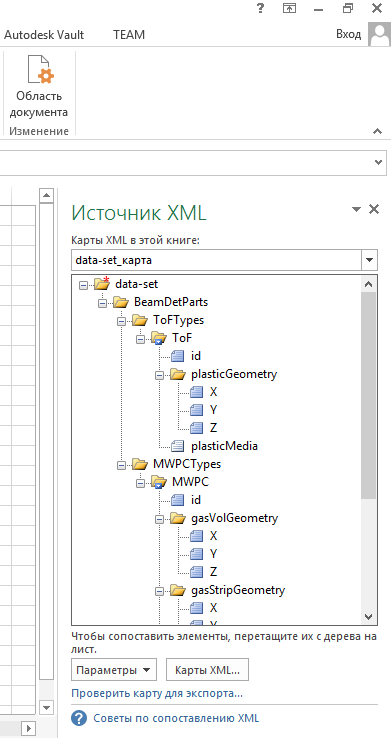 ?
Autodesk Vault TEAM Вход
Область
документа
Изменение
Источник XML
Карты XML в этой книге:
data-set_карта
data-set
BeamDetParts
ToFTypes
ToF
id
plasticGeometry
X
Y
Z
plasticMedia
MWPCTypes
MWPC
id
gasVolGeometry
X
Y
Z
gasStripGeometry
X
Y
Чтобы сопоставить элементы, перетащите их с дерева на
лист.
Параметры Карты XML...
Проверить карту для экспорта...
? Советы по сопоставлению XML